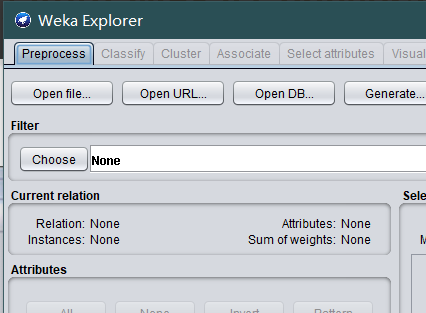 Weka Explorer
Preprocess Classify Cluster Associate Select attributes Visual
Open file... Open URL... Open DB... Generate...
Filter
Choose None
Current relation Sele
Relation: None Attributes: None
Instances: None Sum of weights: None M
Attributes
All None Invert Pattern